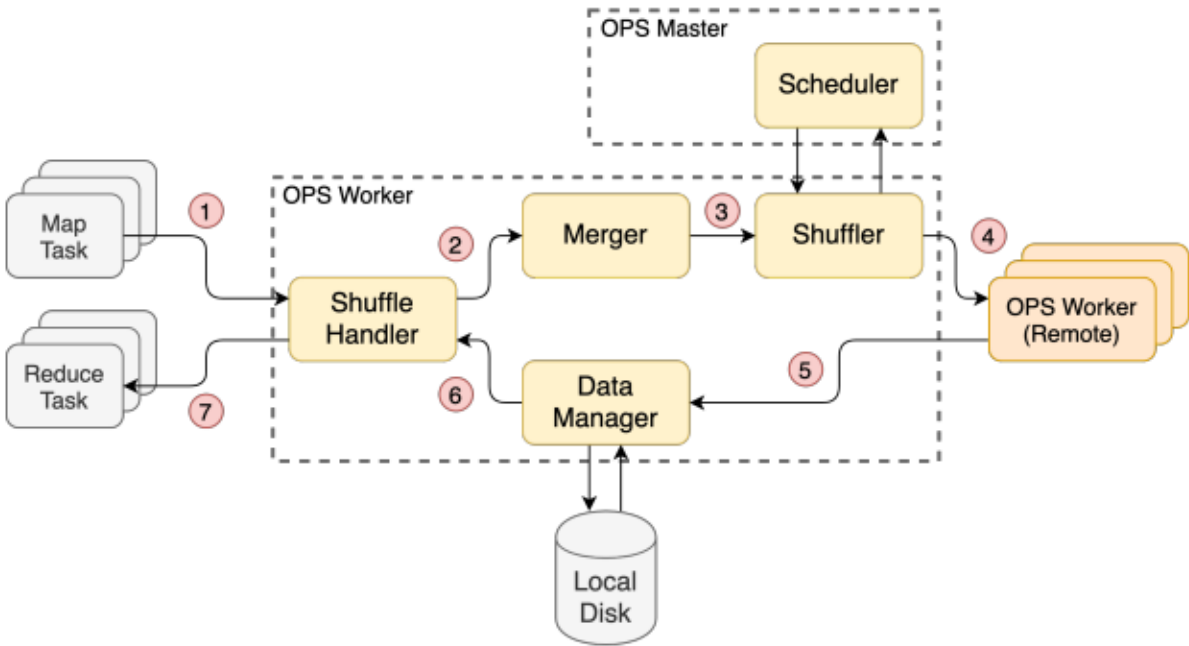 OPS Master
Scheduler
OPS Worker
Map
Task
1
2
Merger
3
Shuffler
4
Shuffle
Handler
OPS Worker
(Remote)
Reduce
Task
7
6
Data
Manager
5
Local
Disk